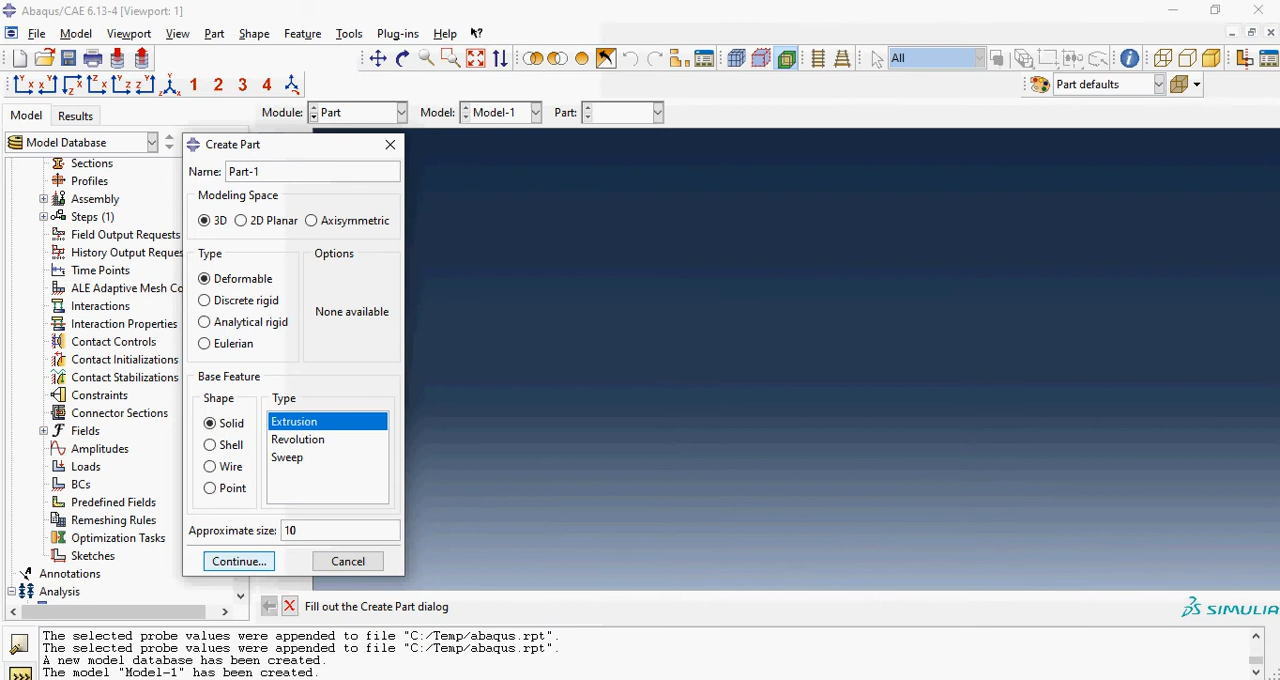 Abaqus/CAE 6.13-4 [Viewport: 1]
File Model Viewport View Part Shape Feature Tools Plug-ins Help
All
1 2 3 4 Part defaults
Model Results Module: Part Model: Model-1 Part:
Model Database
Sections
Profiles
Assembly
Steps (1)
Field Output Requests
History Output Reques
Time Points
ALE Adaptive Mesh Co
Interactions
Interaction Properties
Contact Controls
Contact Initializations
Contact Stabilizations
Constraints
Connector Sections
Fields
Amplitudes
Loads
BCs
Predefined Fields
Remeshing Rules
Optimization Tasks
Sketches
Annotations
Analysis
Create Part
Name: Part-1
Modeling Space
3D 2D Planar Axisymmetric
Type Options
Deformable
Discrete rigid
Analytical rigid
Eulerian
None available
Base Feature
Shape Type
Solid Extrusion
Shell Revolution
Wire Sweep
Point
Approximate size: 10
Continue... Cancel
Fill out the Create Part dialog
SIMULIA
The selected probe values were appended to file "C:/Temp/abaqus.rpt".
The selected probe values were appended to file "C:/Temp/abaqus.rpt".
A new model database has been created.
The model "Model-1" has been created.
>>>